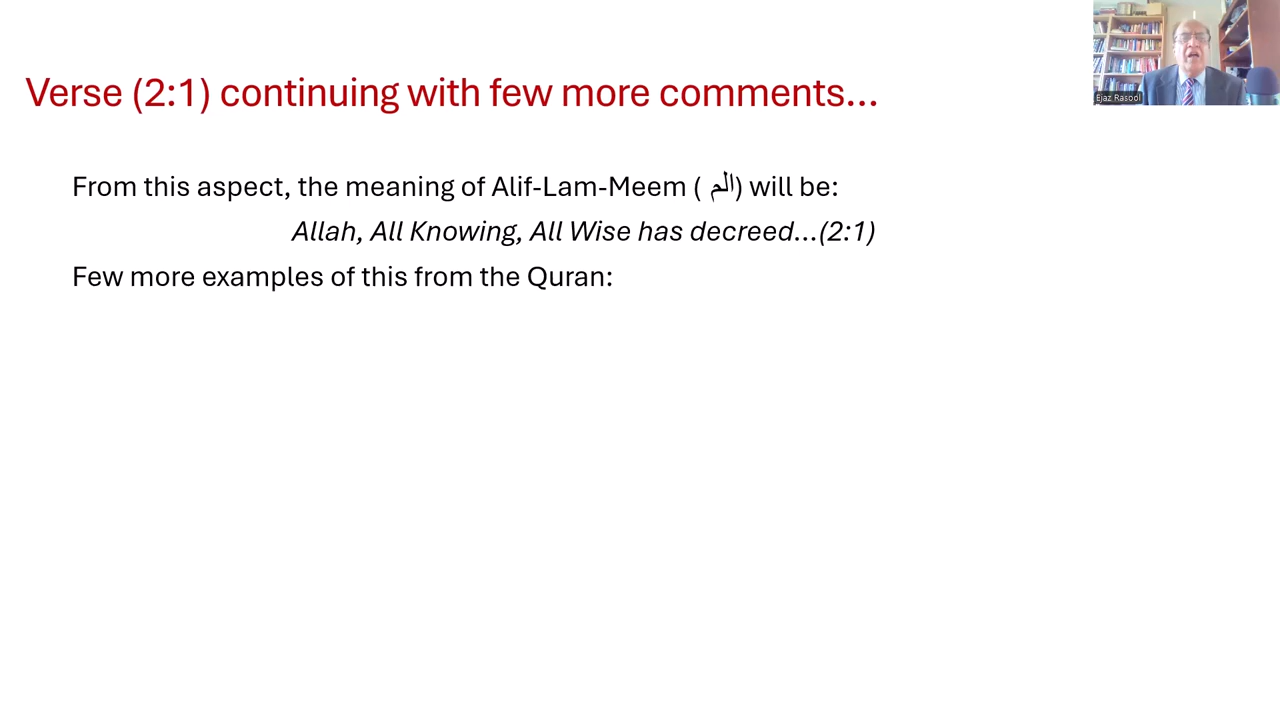 Ejaz Rasool
Verse (2:1) continuing with few more comments...
From this aspect, the meaning of Alif-Lam-Meem ( الم) will be:
Allah, All Knowing, All Wise has decreed...(2:1)
Few more examples of this from the Quran: